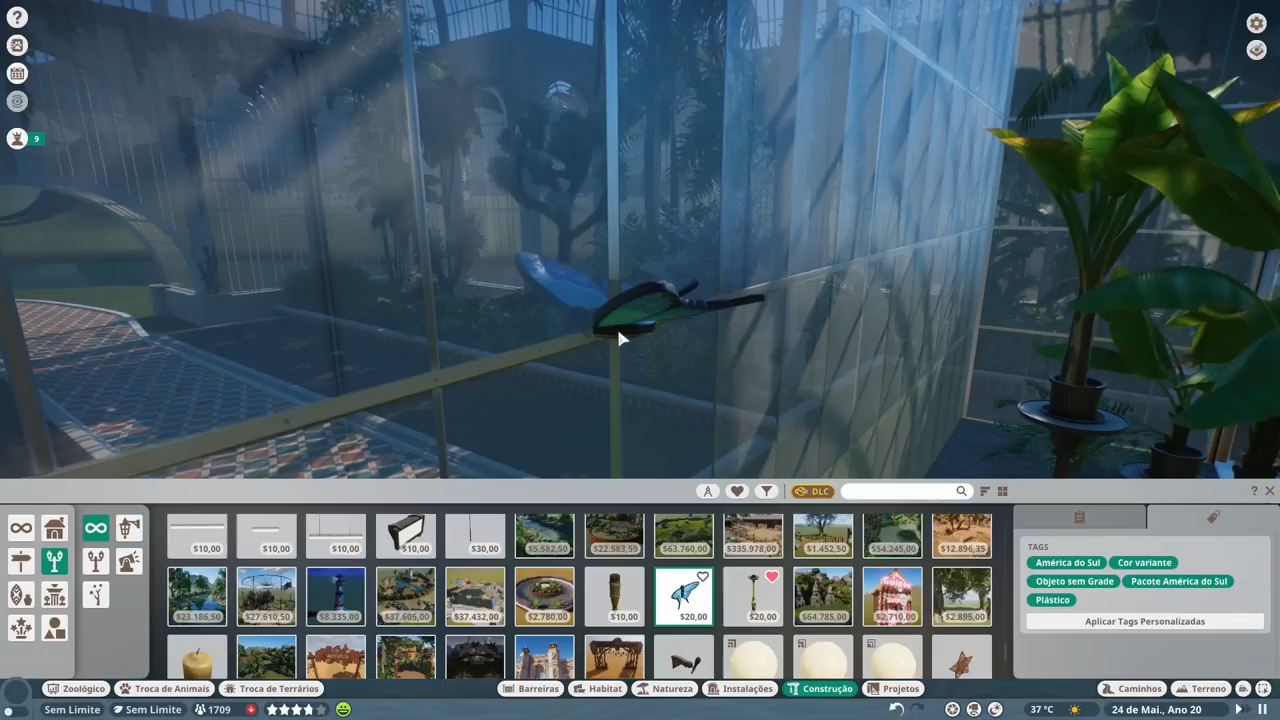 ?
9
DLC
? ×
$10,00 $10,00 $10,00 $10,00 $30,00 $5.582,50 $22.583,59 $63.760,00 $335.978,00 $1.452,50 $54.245,00 $12.896,35
$23.186,50 $27.610,50 $8.335,00 $37.605,00 $37.432,00 $2.780,00 $10,00 $20,00 $20,00 $64.785,00 $2.710,00 $2.895,00
TAGS
América do Sul Cor variante
Objeto sem Grade Pacote América do Sul
Plástico
Aplicar Tags Personalizadas
Zoológico Troca de Animais Troca de Terrários Barreiras Habitat Natureza Instalações Construção Projetos Caminhos Terreno
Sem Limite Sem Limite 1709 37 °C 24 de Mai., Ano 20